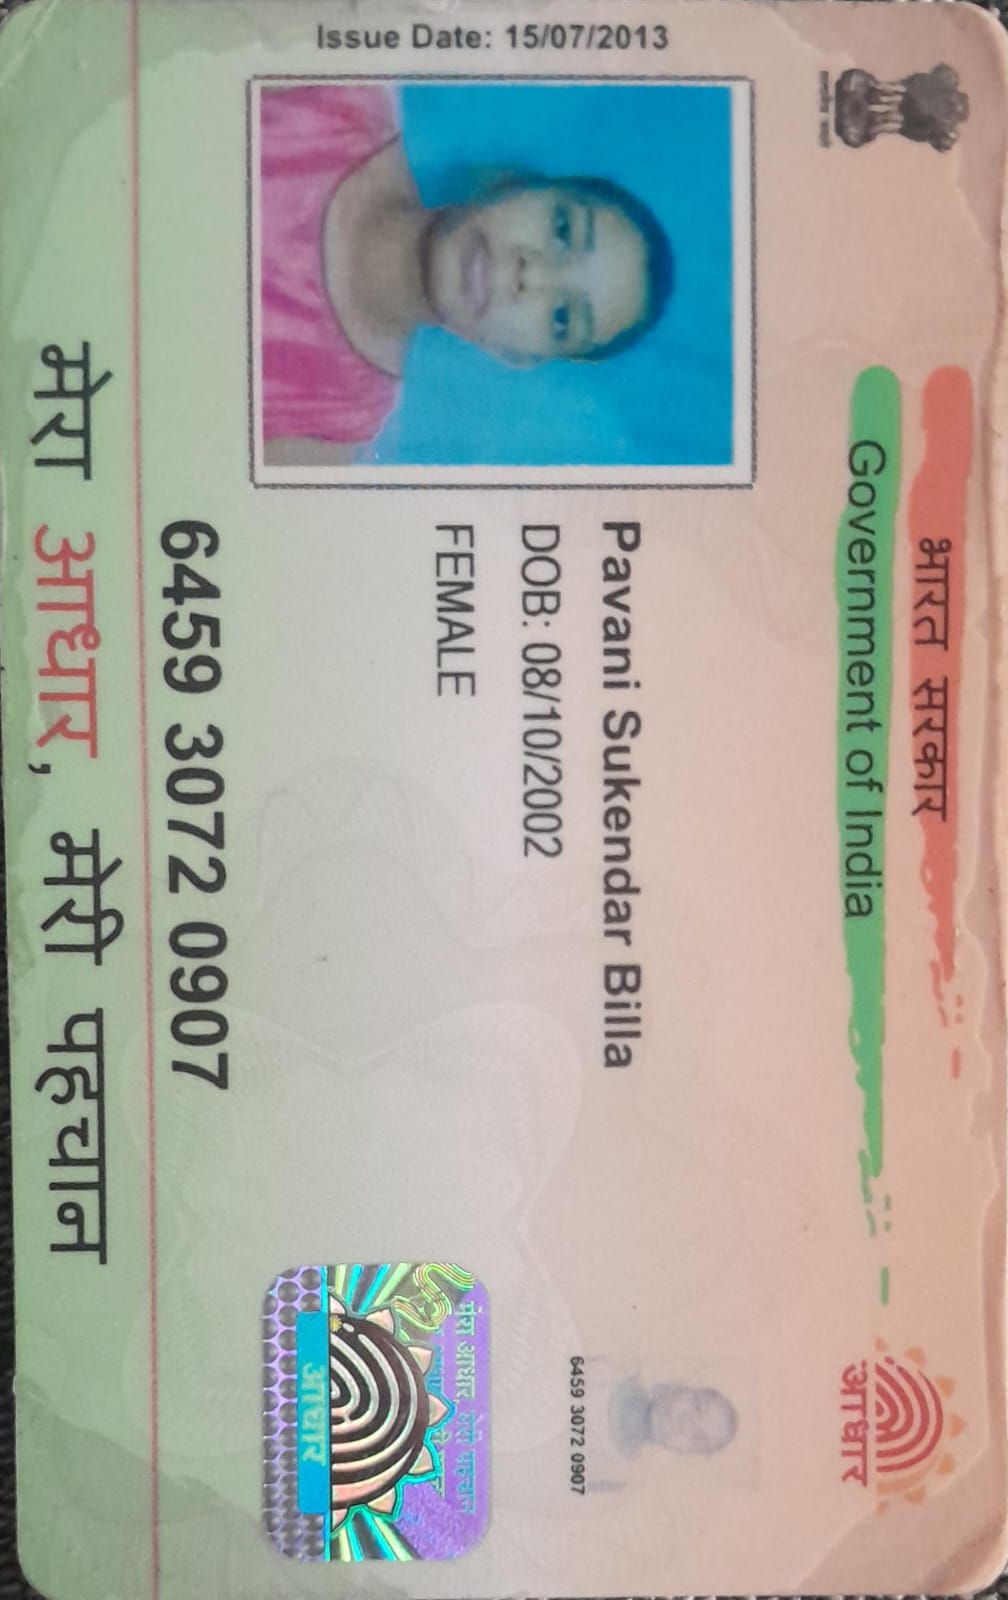 भारत सरकार
Government of India
आधार
Issue Date: 15/07/2013
Pavani Sukendar Billa
DOB: 08/10/2002
FEMALE
6459 3072 0907
6459 3072 0907
मेरा आधार, मेरी पहचान
आधार
मेरा आधार, मेरी पहचान